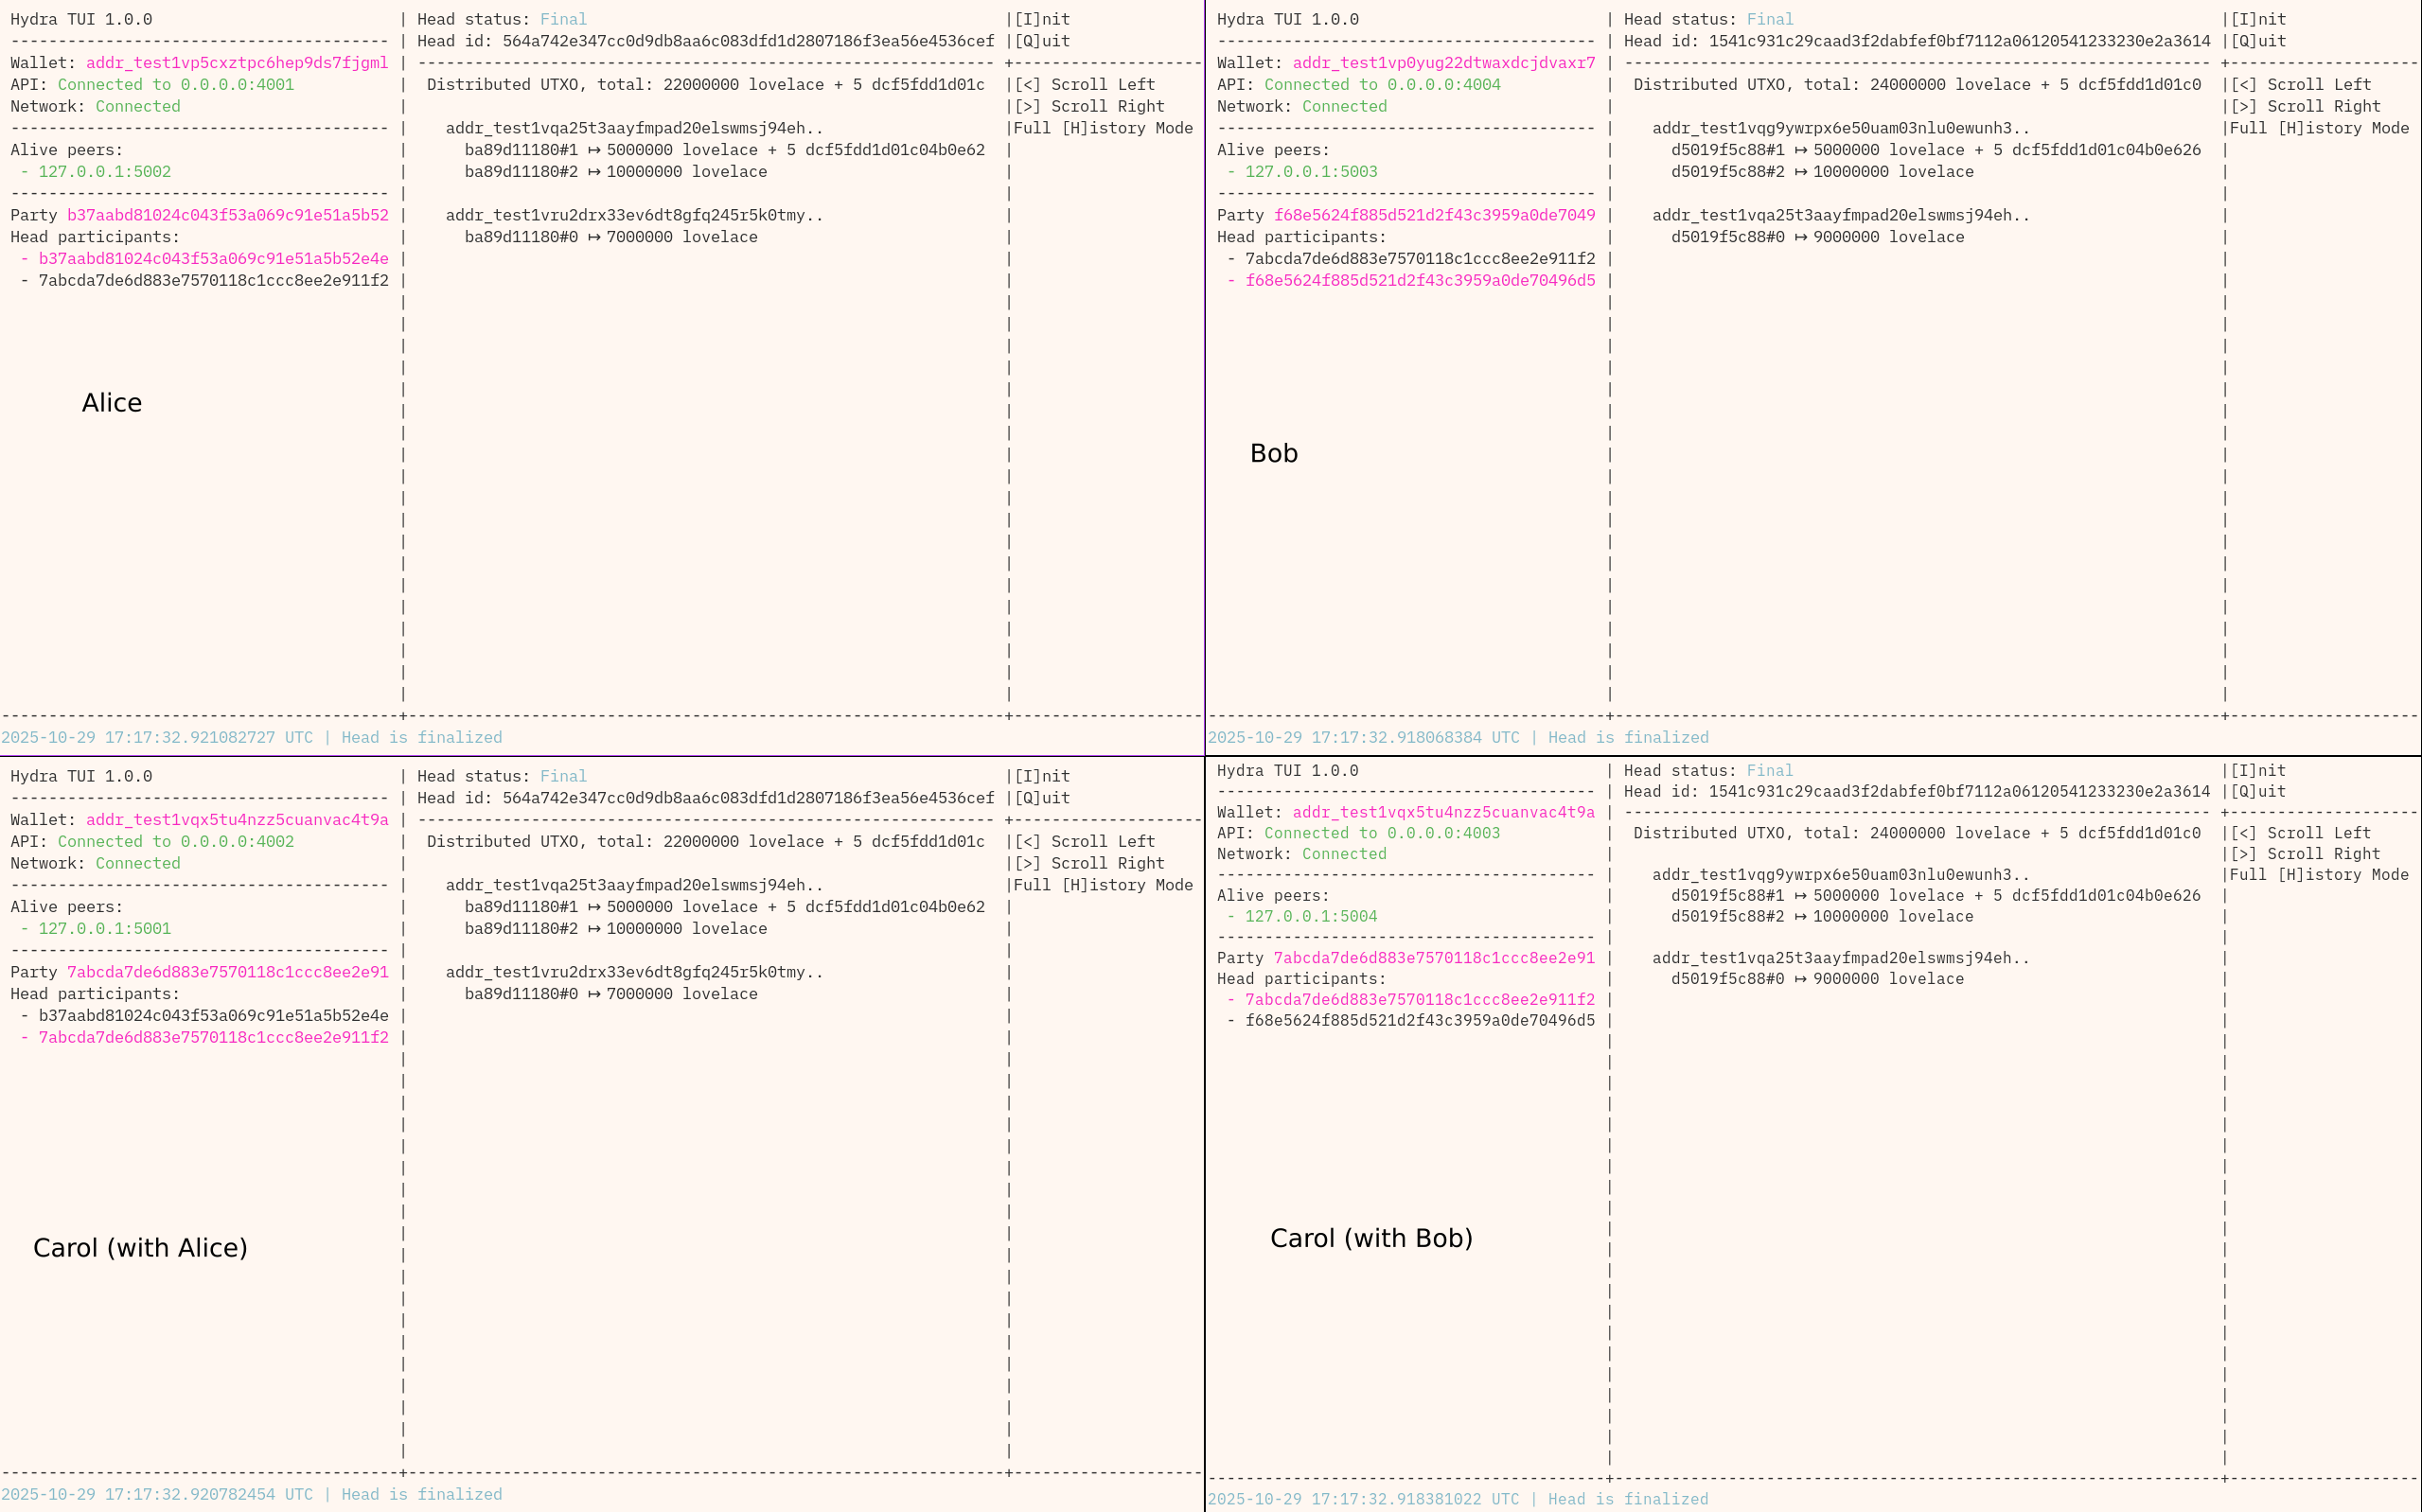 Hydra TUI 1.0.0
Wallet: addr_test1vp5cxztpc6hep9ds7fjgml
API: Connected to 0.0.0.0:4001
Network: Connected
Alive peers:
- 127.0.0.1:5002
Party b37aabd81024c043f53a069c91e51a5b52
Head participants:
- b37aabd81024c043f53a069c91e51a5b52e4e
- 7abcda7de6d883e7570118c1ccc8ee2e911f2
Alice
Head status: Final
Head id: 564a742e347cc0d9db8aa6c083dfd1d2807186f3ea56e4536cef
Distributed UTXO, total: 22000000 lovelace + 5 dcf5fdd1d01c
addr_test1vqa25t3aayfmpad20elswmsj94eh..
ba89d11180#1 ↦ 5000000 lovelace + 5 dcf5fdd1d01c04b0e62
ba89d11180#2 ↦ 10000000 lovelace
addr_test1vru2drx33ev6dt8gfq245r5k0tmy..
ba89d11180#0 ↦ 7000000 lovelace
[I]nit
[Q]uit
[<] Scroll Left
[>] Scroll Right
Full [H]istory Mode
2025-10-29 17:17:32.921082727 UTC | Head is finalized
Hydra TUI 1.0.0
Wallet: addr_test1vp0yug22dtwaxdcjdvaxr7
API: Connected to 0.0.0.0:4004
Network: Connected
Alive peers:
- 127.0.0.1:5003
Party f68e5624f885d521d2f43c3959a0de7049
Head participants:
- 7abcda7de6d883e7570118c1ccc8ee2e911f2
- f68e5624f885d521d2f43c3959a0de70496d5
Bob
Head status: Final
Head id: 1541c931c29caad3f2dabfef0bf7112a06120541233230e2a3614
Distributed UTXO, total: 24000000 lovelace + 5 dcf5fdd1d01c0
addr_test1vqg9ywrpx6e50uam03nlu0ewunh3..
d5019f5c88#1 ↦ 5000000 lovelace + 5 dcf5fdd1d01c04b0e626
d5019f5c88#2 ↦ 10000000 lovelace
addr_test1vqa25t3aayfmpad20elswmsj94eh..
d5019f5c88#0 ↦ 9000000 lovelace
[I]nit
[Q]uit
[<] Scroll Left
[>] Scroll Right
Full [H]istory Mode
2025-10-29 17:17:32.918068384 UTC | Head is finalized
Hydra TUI 1.0.0
Wallet: addr_test1vqx5tu4nzz5cuanvac4t9a
API: Connected to 0.0.0.0:4002
Network: Connected
Alive peers:
- 127.0.0.1:5001
Party 7abcda7de6d883e7570118c1ccc8ee2e91
Head participants:
- b37aabd81024c043f53a069c91e51a5b52e4e
- 7abcda7de6d883e7570118c1ccc8ee2e911f2
Carol (with Alice)
Head status: Final
Head id: 564a742e347cc0d9db8aa6c083dfd1d2807186f3ea56e4536cef
Distributed UTXO, total: 22000000 lovelace + 5 dcf5fdd1d01c
addr_test1vqa25t3aayfmpad20elswmsj94eh..
ba89d11180#1 ↦ 5000000 lovelace + 5 dcf5fdd1d01c04b0e62
ba89d11180#2 ↦ 10000000 lovelace
addr_test1vru2drx33ev6dt8gfq245r5k0tmy..
ba89d11180#0 ↦ 7000000 lovelace
[I]nit
[Q]uit
[<] Scroll Left
[>] Scroll Right
Full [H]istory Mode
2025-10-29 17:17:32.920782454 UTC | Head is finalized
Hydra TUI 1.0.0
Wallet: addr_test1vqx5tu4nzz5cuanvac4t9a
API: Connected to 0.0.0.0:4003
Network: Connected
Alive peers:
- 127.0.0.1:5004
Party 7abcda7de6d883e7570118c1ccc8ee2e91
Head participants:
- 7abcda7de6d883e7570118c1ccc8ee2e911f2
- f68e5624f885d521d2f43c3959a0de70496d5
Carol (with Bob)
Head status: Final
Head id: 1541c931c29caad3f2dabfef0bf7112a06120541233230e2a3614
Distributed UTXO, total: 24000000 lovelace + 5 dcf5fdd1d01c0
addr_test1vqg9ywrpx6e50uam03nlu0ewunh3..
d5019f5c88#1 ↦ 5000000 lovelace + 5 dcf5fdd1d01c04b0e626
d5019f5c88#2 ↦ 10000000 lovelace
addr_test1vqa25t3aayfmpad20elswmsj94eh..
d5019f5c88#0 ↦ 9000000 lovelace
[I]nit
[Q]uit
[<] Scroll Left
[>] Scroll Right
Full [H]istory Mode
2025-10-29 17:17:32.918381022 UTC | Head is finalized